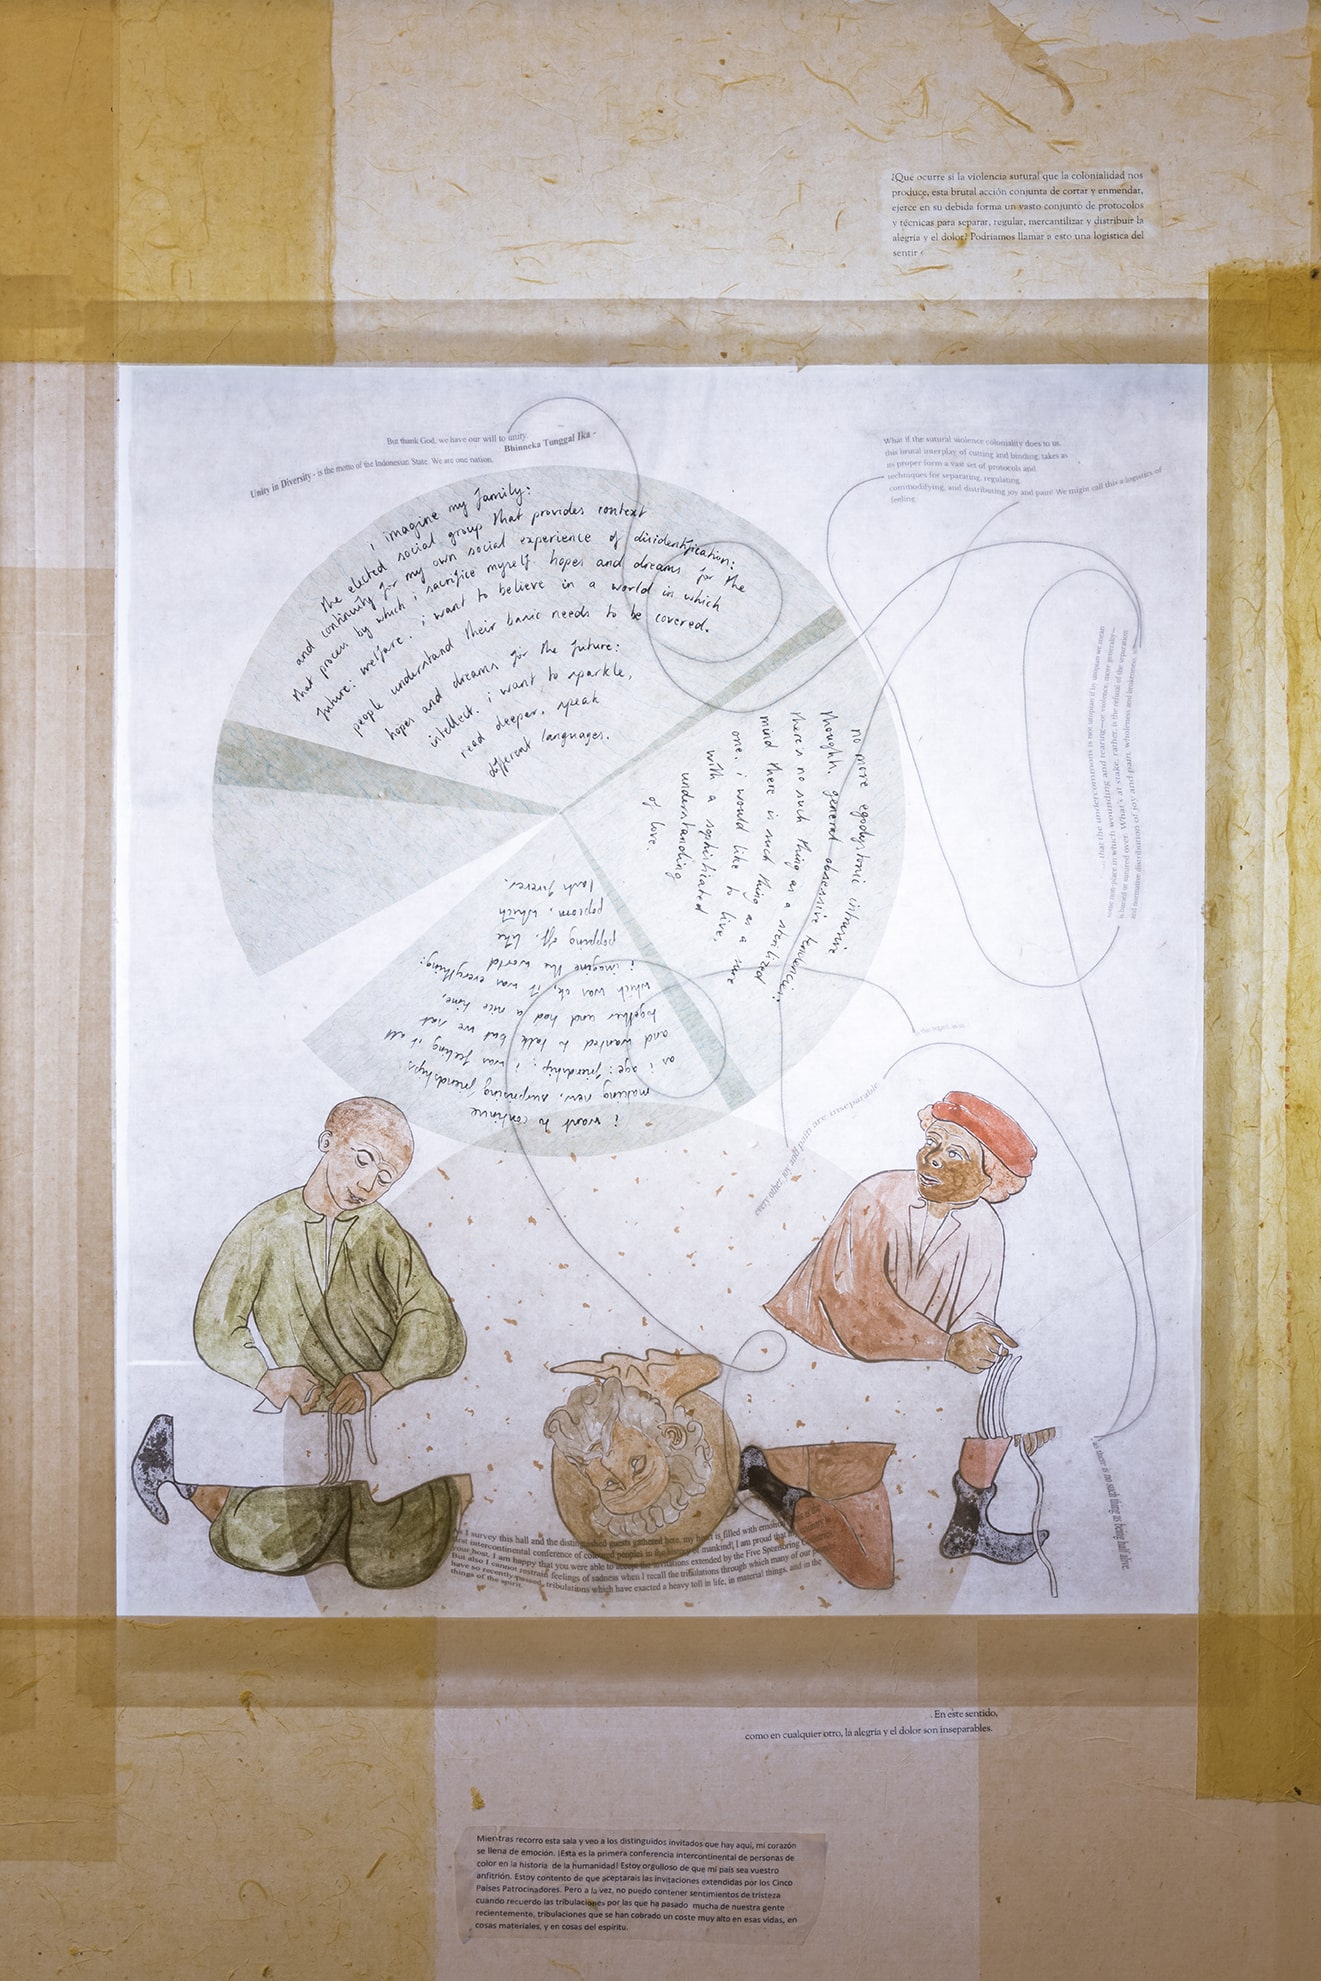 ¿Que ocurre si la violencia sutural que la colonialidad nos
produce, esta brutal acción conjunta de cortar y enmendar,
ejerce en su debida forma un vasto conjunto de protocolos
y técnicas para separar, regular, mercantilizar y distribuir la
alegría y el dolor? Podríamos llamar a esto una logística del
sentir
But thank God, we have our will to unity.
Bhinneka Tunggal Ika -
Unity in Diversity - is the motto of the Indonesian State. We are one nation.
What if the sutural violence coloniality does to us,
this brutal interplay of cutting and binding, takes as
its proper form a vast set of protocols and
techniques for separating, regulating,
commodifying, and distributing joy and pain? We might call this a logistics of
feeling.
i imagine my family:
the elected social group that provides context
and continuity for my own social experience of disidentification:
that process by which i sacrifice myself. hopes and dreams for the
future: welfare. i want to believe in a world in which
people understand their basic needs to be covered.
hopes and dreams for the future:
intellect. i want to sparkle,
read deeper, speak
different languages.
no more egodystonic intrusive
thoughts, general obsessive tendencies:
there's no such thing as a sterilized
mind there is such thing as a
one. i would like to live,
with a sophisticated
understanding
of love.
i want to continue
making new, surprising friendships
as i age: friendship. i was feeling it all
and wanted to talk but we sat
together and had a nice time,
which was ok, it was everything:
i imagine the world
popping off, like
popcorn, which
lasts forever.
that the undercommons is not utopian if by utopian we mean
some non-place in which wounding and tearing—or violence, more generally—
is buried or sutured over. What's at stake, rather, is the refusal of the separation
and normative distribution of joy and pain, wholeness and brokenness,
every other, joy and pain are inseparable
so there is no such thing as being half alive
As I survey this hall and the distinguished guests gathered here, my heart is filled with emotion.
first intercontinental conference of coloured peoples in the history of mankind! I am proud that
your host. I am happy that you were able to accept the invitations extended by the Five Sponsoring
But also I cannot restrain feelings of sadness when I recall the tribulations through which many of our
have so recently passed, tribulations which have exacted a heavy toll in life, in material things, and in the
things of the spirit.
. En este sentido,
como en cualquier otro, la alegría y el dolor son inseparables.
Mientras recorro esta sala y veo a los distinguidos invitados que hay aquí, mi corazón
se llena de emoción. ¡Esta es la primera conferencia intercontinental de personas de
color en la historia de la humanidad! Estoy orgulloso de que mi país sea vuestro
anfitrión. Estoy contento de que aceptarais las invitaciones extendidas por los Cinco
Países Patrocinadores. Pero a la vez, no puedo contener sentimientos de tristeza
cuando recuerdo las tribulaciones por las que ha pasado mucha de nuestra gente
recientemente, tribulaciones que se han cobrado un coste muy alto en esas vidas, en
cosas materiales, y en cosas del espíritu.